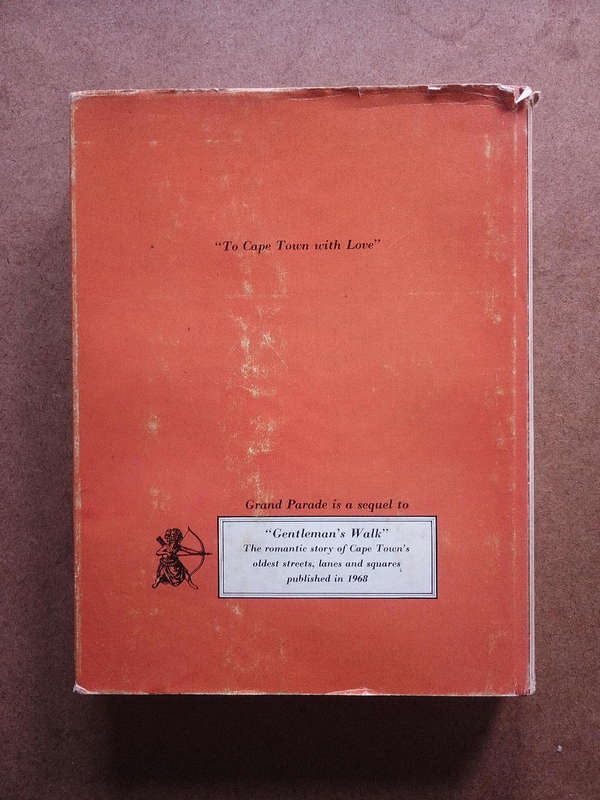 "To Cape Town with Love"
Grand Parade is a sequel to
"Gentleman's Walk"
The romantic story of Cape Town's
oldest streets, lanes and squares
published in 1968